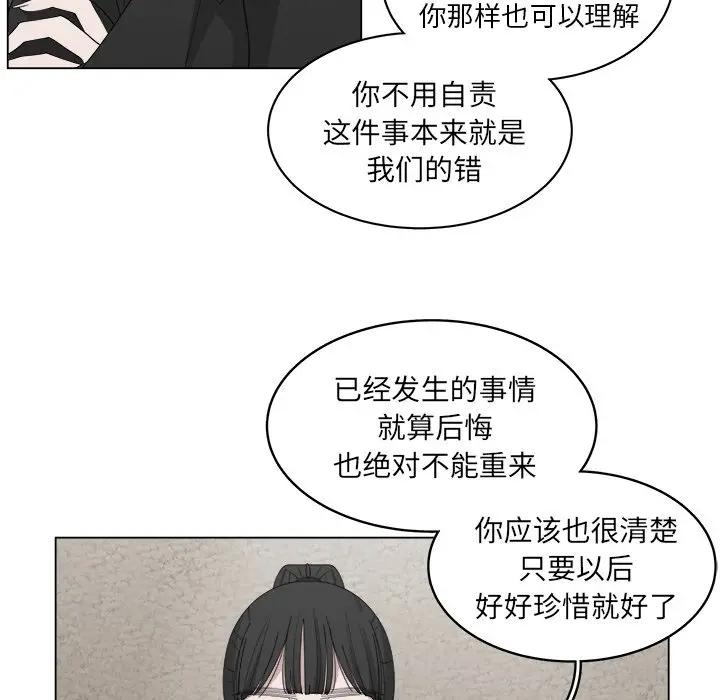 你那样也可以理解
你不用自责
这件事本来就是
我们的错
已经发生的事情
就算后悔
也绝对不能重来
你应该也很清楚
只要以后
好好珍惜就好了